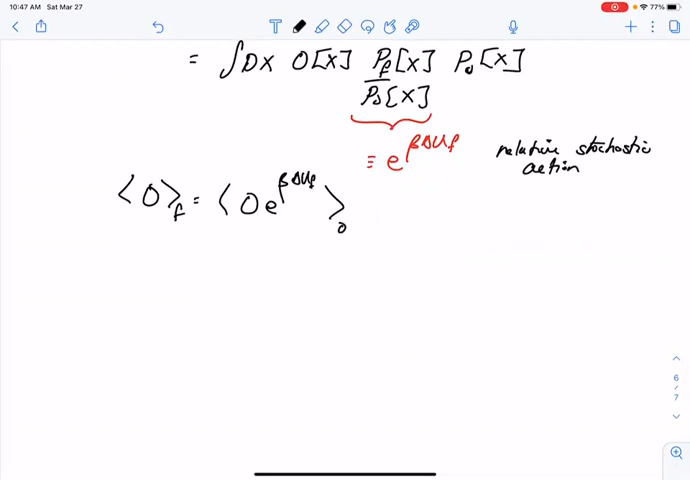 10:47 AM Sat Mar 27
77%
= ∫DX O[X] P_f[X] P_0[X]
P_0[X]
≡ e^{βΔU_f} relative stochastic
action
⟨O⟩_f = ⟨O e^{βΔU_f}⟩_0
6
/
7